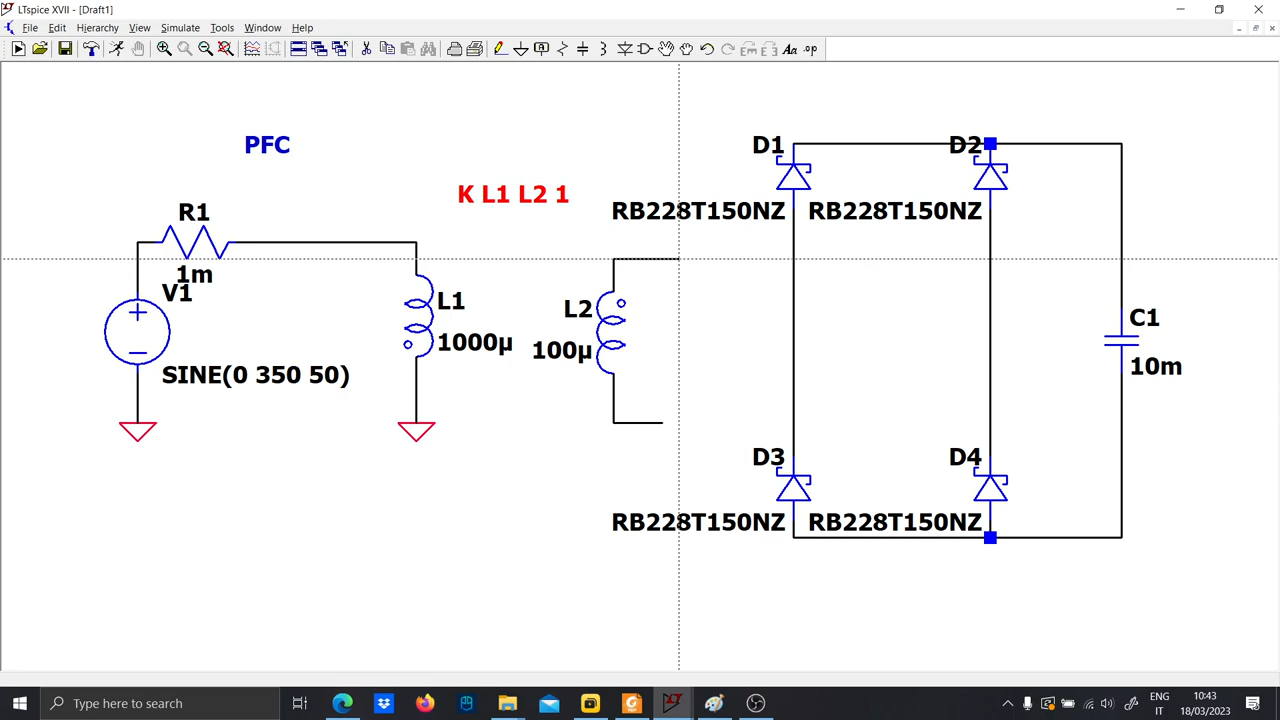 LTspice XVII - [Draft1]
File Edit Hierarchy View Simulate Tools Window Help
Aa .op
PFC
K L1 L2 1
R1
1m
V1
SINE(0 350 50)
L1
1000µ
L2
100µ
D1
RB228T150NZ
D2
RB228T150NZ
D3
RB228T150NZ
D4
RB228T150NZ
C1
10m
Type here to search
ENG
IT
10:43
18/03/2023